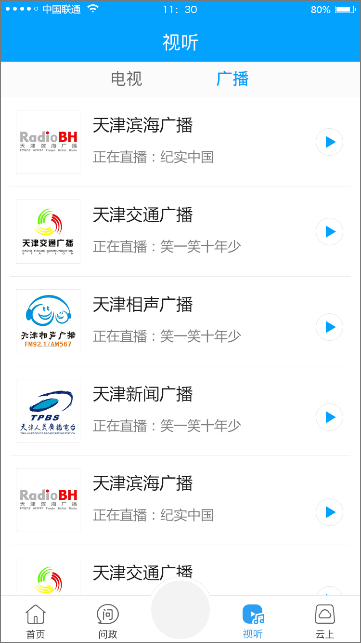 中国联通 11：30 80%
视听
电视 广播
RadioBH
天津滨海广播
天津滨海广播
正在直播：纪实中国
天津交通广播
天津交通广播
正在直播：笑一笑十年少
天津相声广播
FM92.1/AM567
天津相声广播
正在直播：笑一笑十年少
TPBS
天津人民廣播電台
天津新闻广播
正在直播：笑一笑十年少
RadioBH
天津滨海广播
天津滨海广播
正在直播：纪实中国
天津交通广播
首页 问政 视听 云上